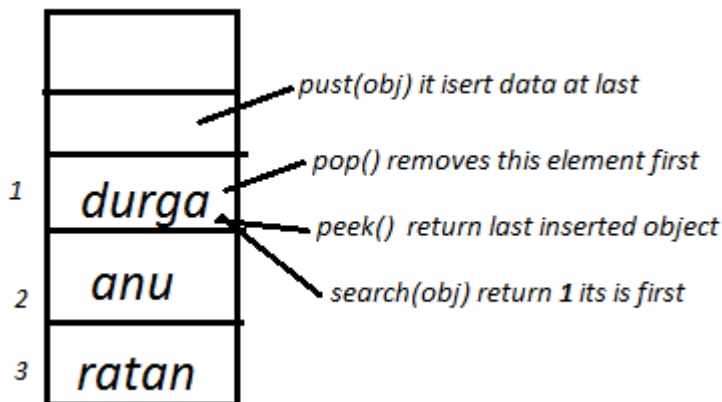 pust(obj) it isert data at last
pop() removes this element first
1
durga
peek() return last inserted object
anu
search(obj) return 1 its is first
2
3
ratan